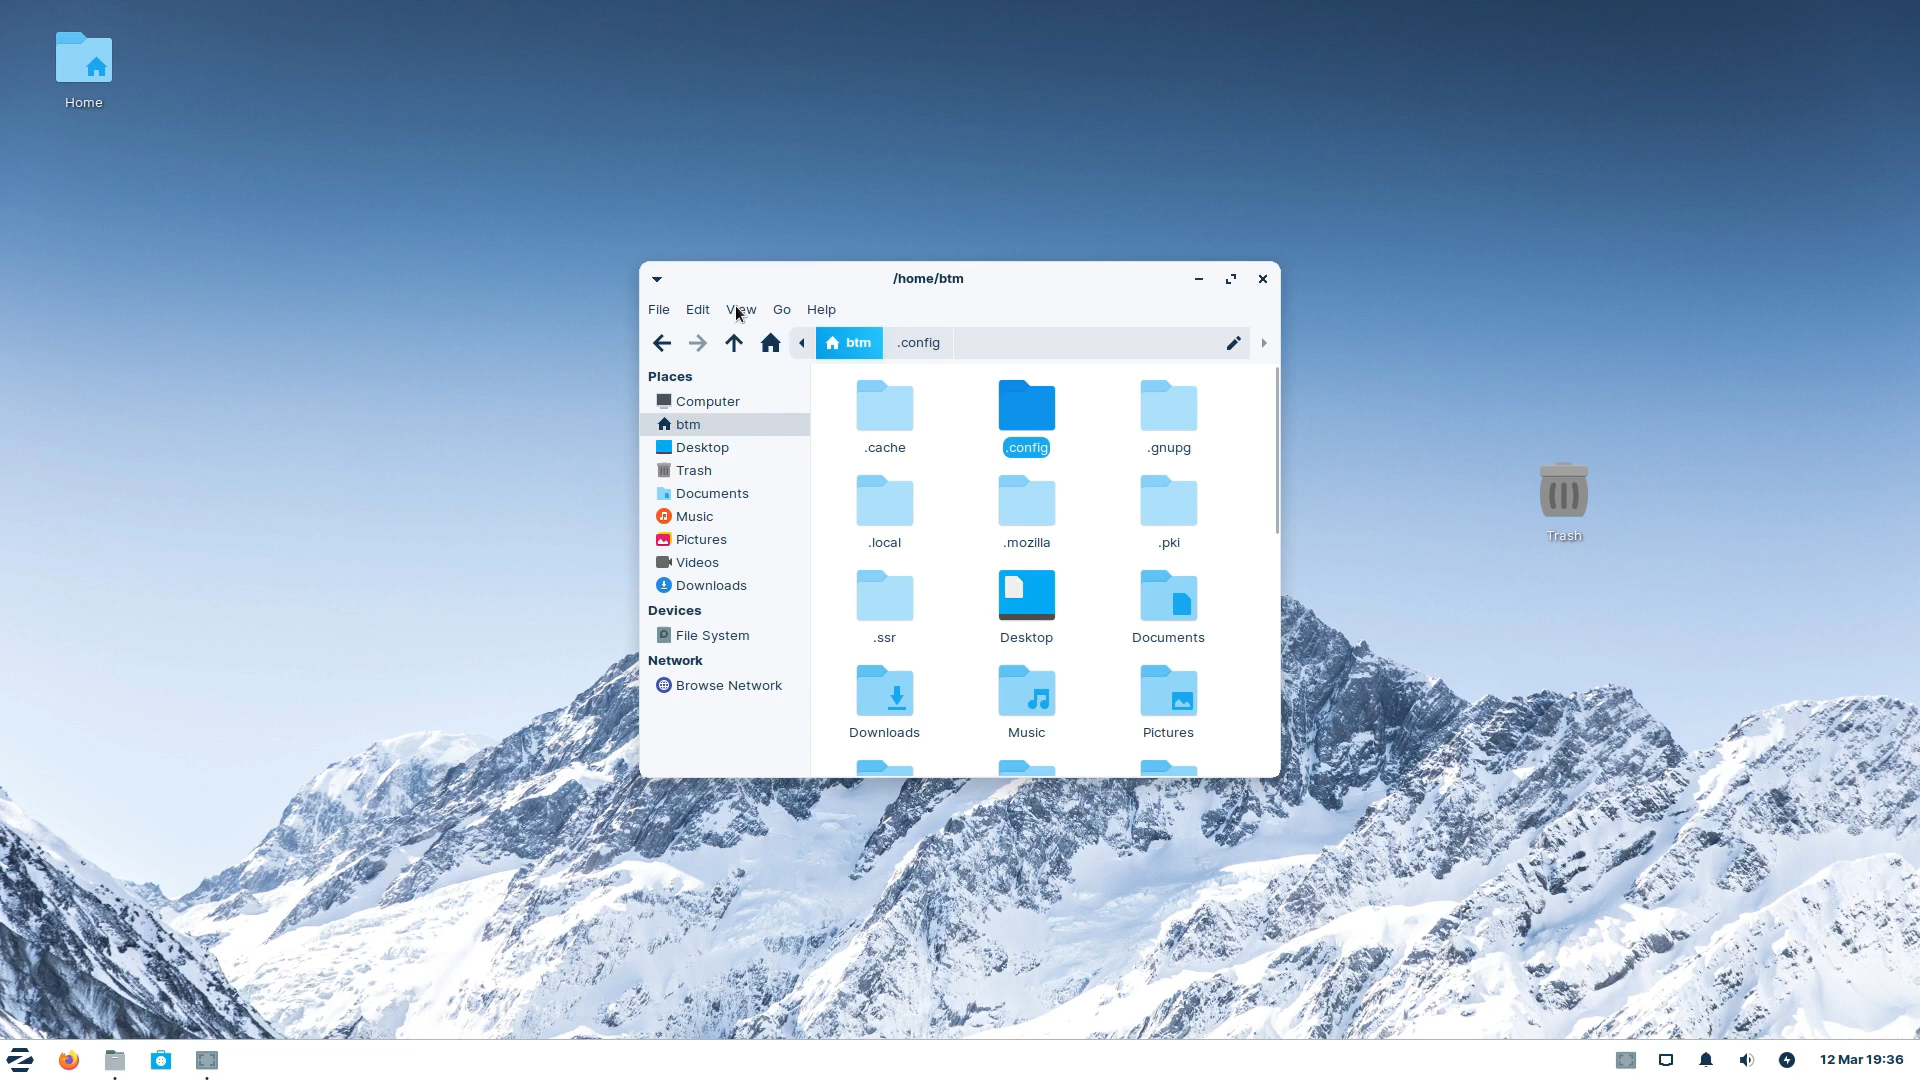 Home
/home/btm
File Edit View Go Help
btm .config
Places
Computer
btm
Desktop
Trash
Documents
Music
Pictures
Videos
Downloads
Devices
File System
Network
Browse Network
.cache .config .gnupg
.local .mozilla .pki
.ssr Desktop Documents
Downloads Music Pictures
Trash
12 Mar 19:36